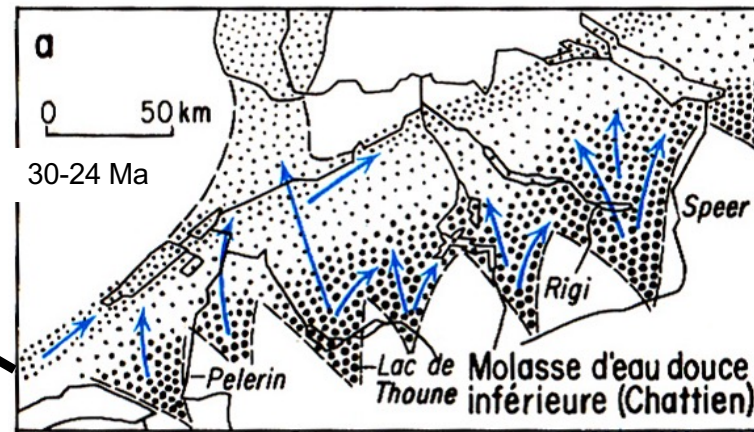 a
0 50 km
30-24 Ma
Speer
Rigi
Pelerin
Lac de
Thoune
Molasse d'eau douce
inférieure (Chattien)